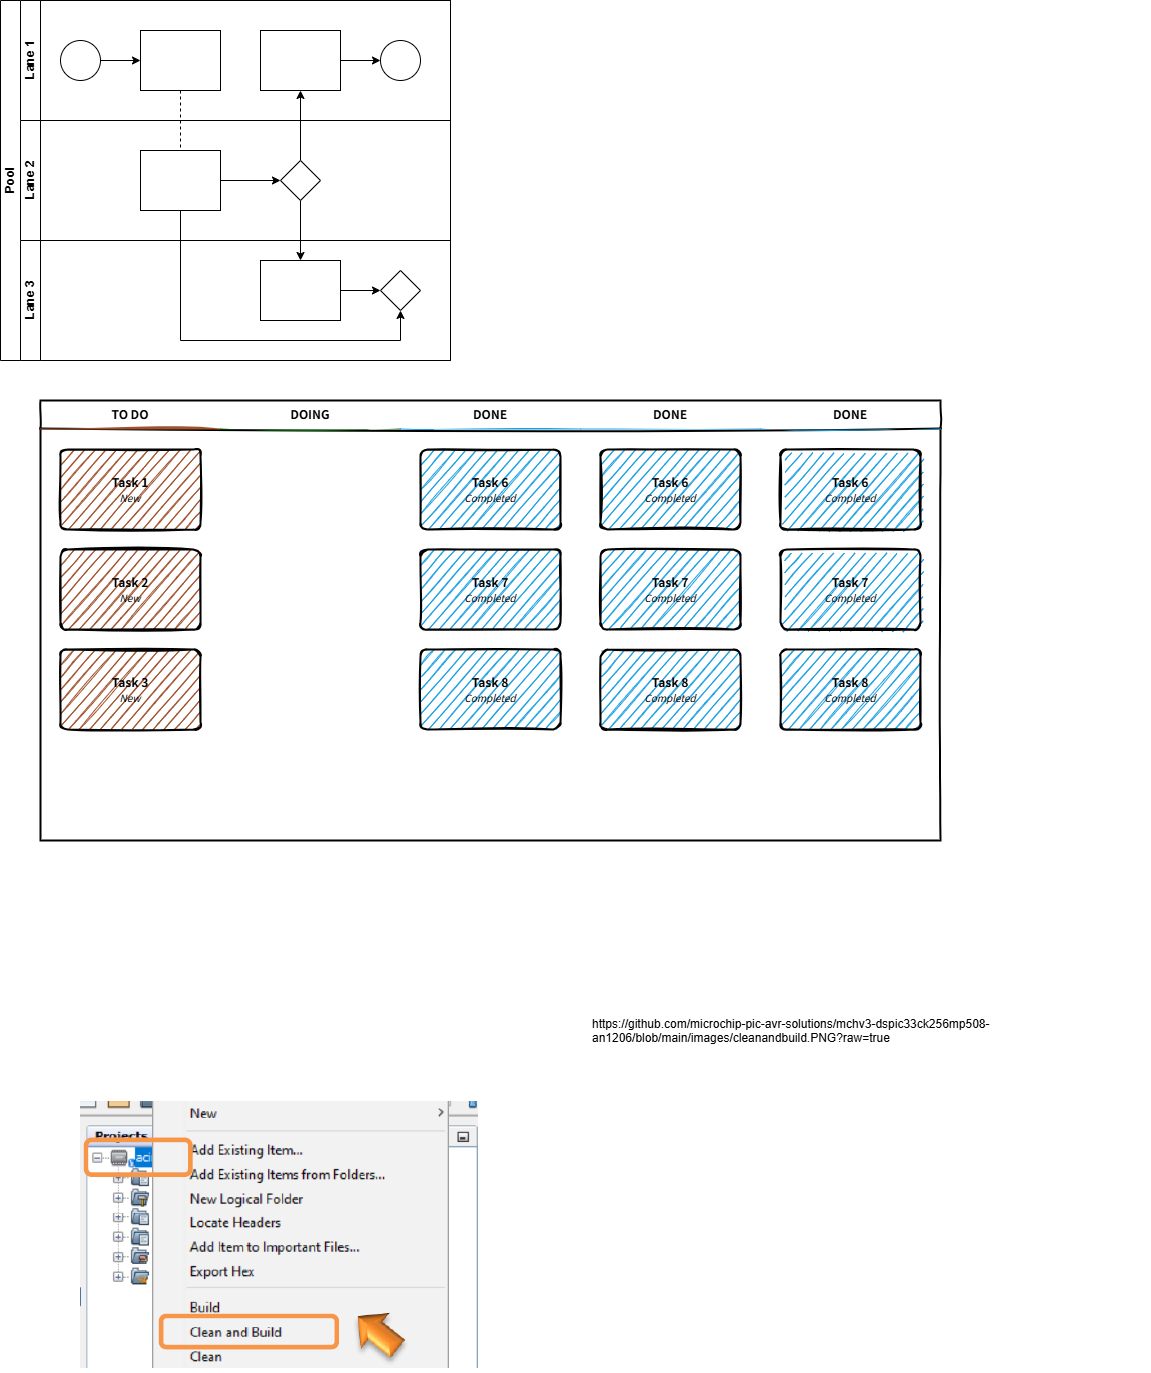 Pool
Lane 1
Lane 2
Lane 3
TO DO
DOING
DONE
DONE
DONE
Task 1
New
Task 6
Completed
Task 6
Completed
Task 6
Completed
Task 2
New
Task 7
Completed
Task 7
Completed
Task 7
Completed
Task 3
New
Task 8
Completed
Task 8
Completed
Task 8
Completed
https://github.com/microchip-pic-avr-solutions/mchv3-dspic33ck256mp508-
an1206/blob/main/images/cleanandbuild.PNG?raw=true
Projects
New
Add Existing Item...
Add Existing Items from Folders...
New Logical Folder
Locate Headers
Add Item to Important Files...
Export Hex
Build
Clean and Build
Clean